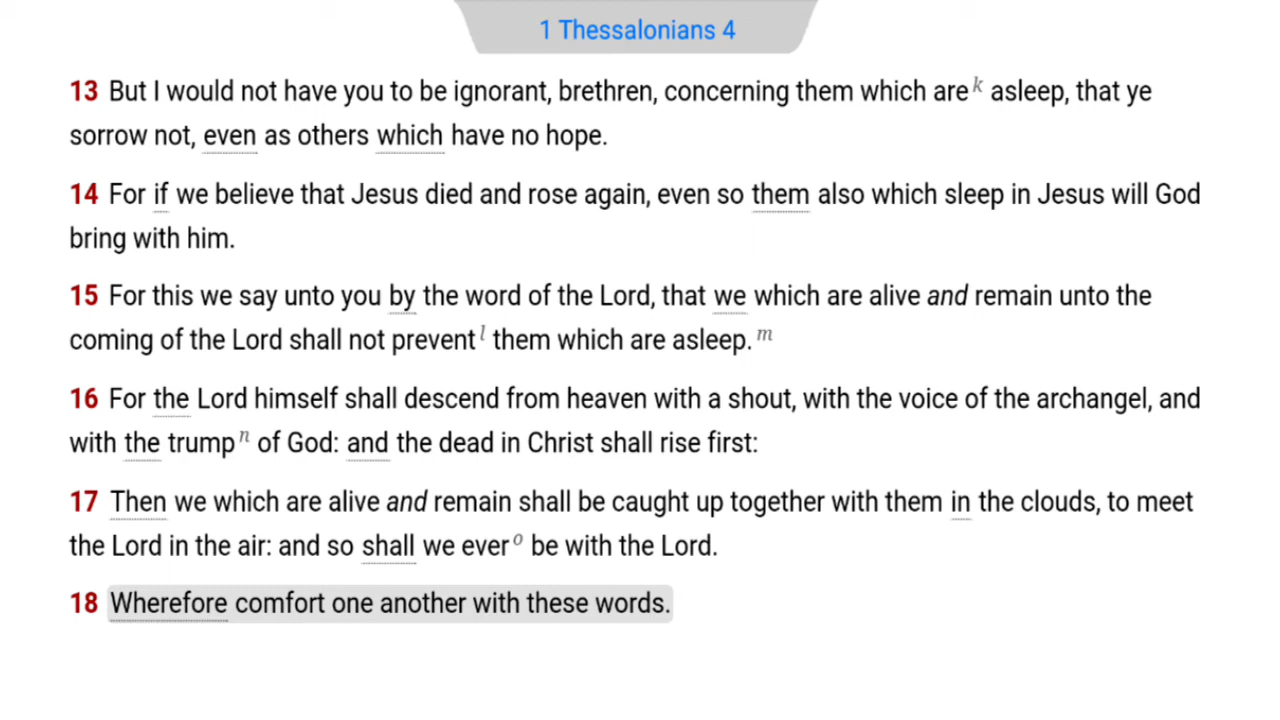 1 Thessalonians 4
13 But I would not have you to be ignorant, brethren, concerning them which are k asleep, that ye
sorrow not, even as others which have no hope.
14 For if we believe that Jesus died and rose again, even so them also which sleep in Jesus will God
bring with him.
15 For this we say unto you by the word of the Lord, that we which are alive and remain unto the
coming of the Lord shall not prevent l them which are asleep. m
16 For the Lord himself shall descend from heaven with a shout, with the voice of the archangel, and
with the trump n of God: and the dead in Christ shall rise first:
17 Then we which are alive and remain shall be caught up together with them in the clouds, to meet
the Lord in the air: and so shall we ever o be with the Lord.
18 Wherefore comfort one another with these words.